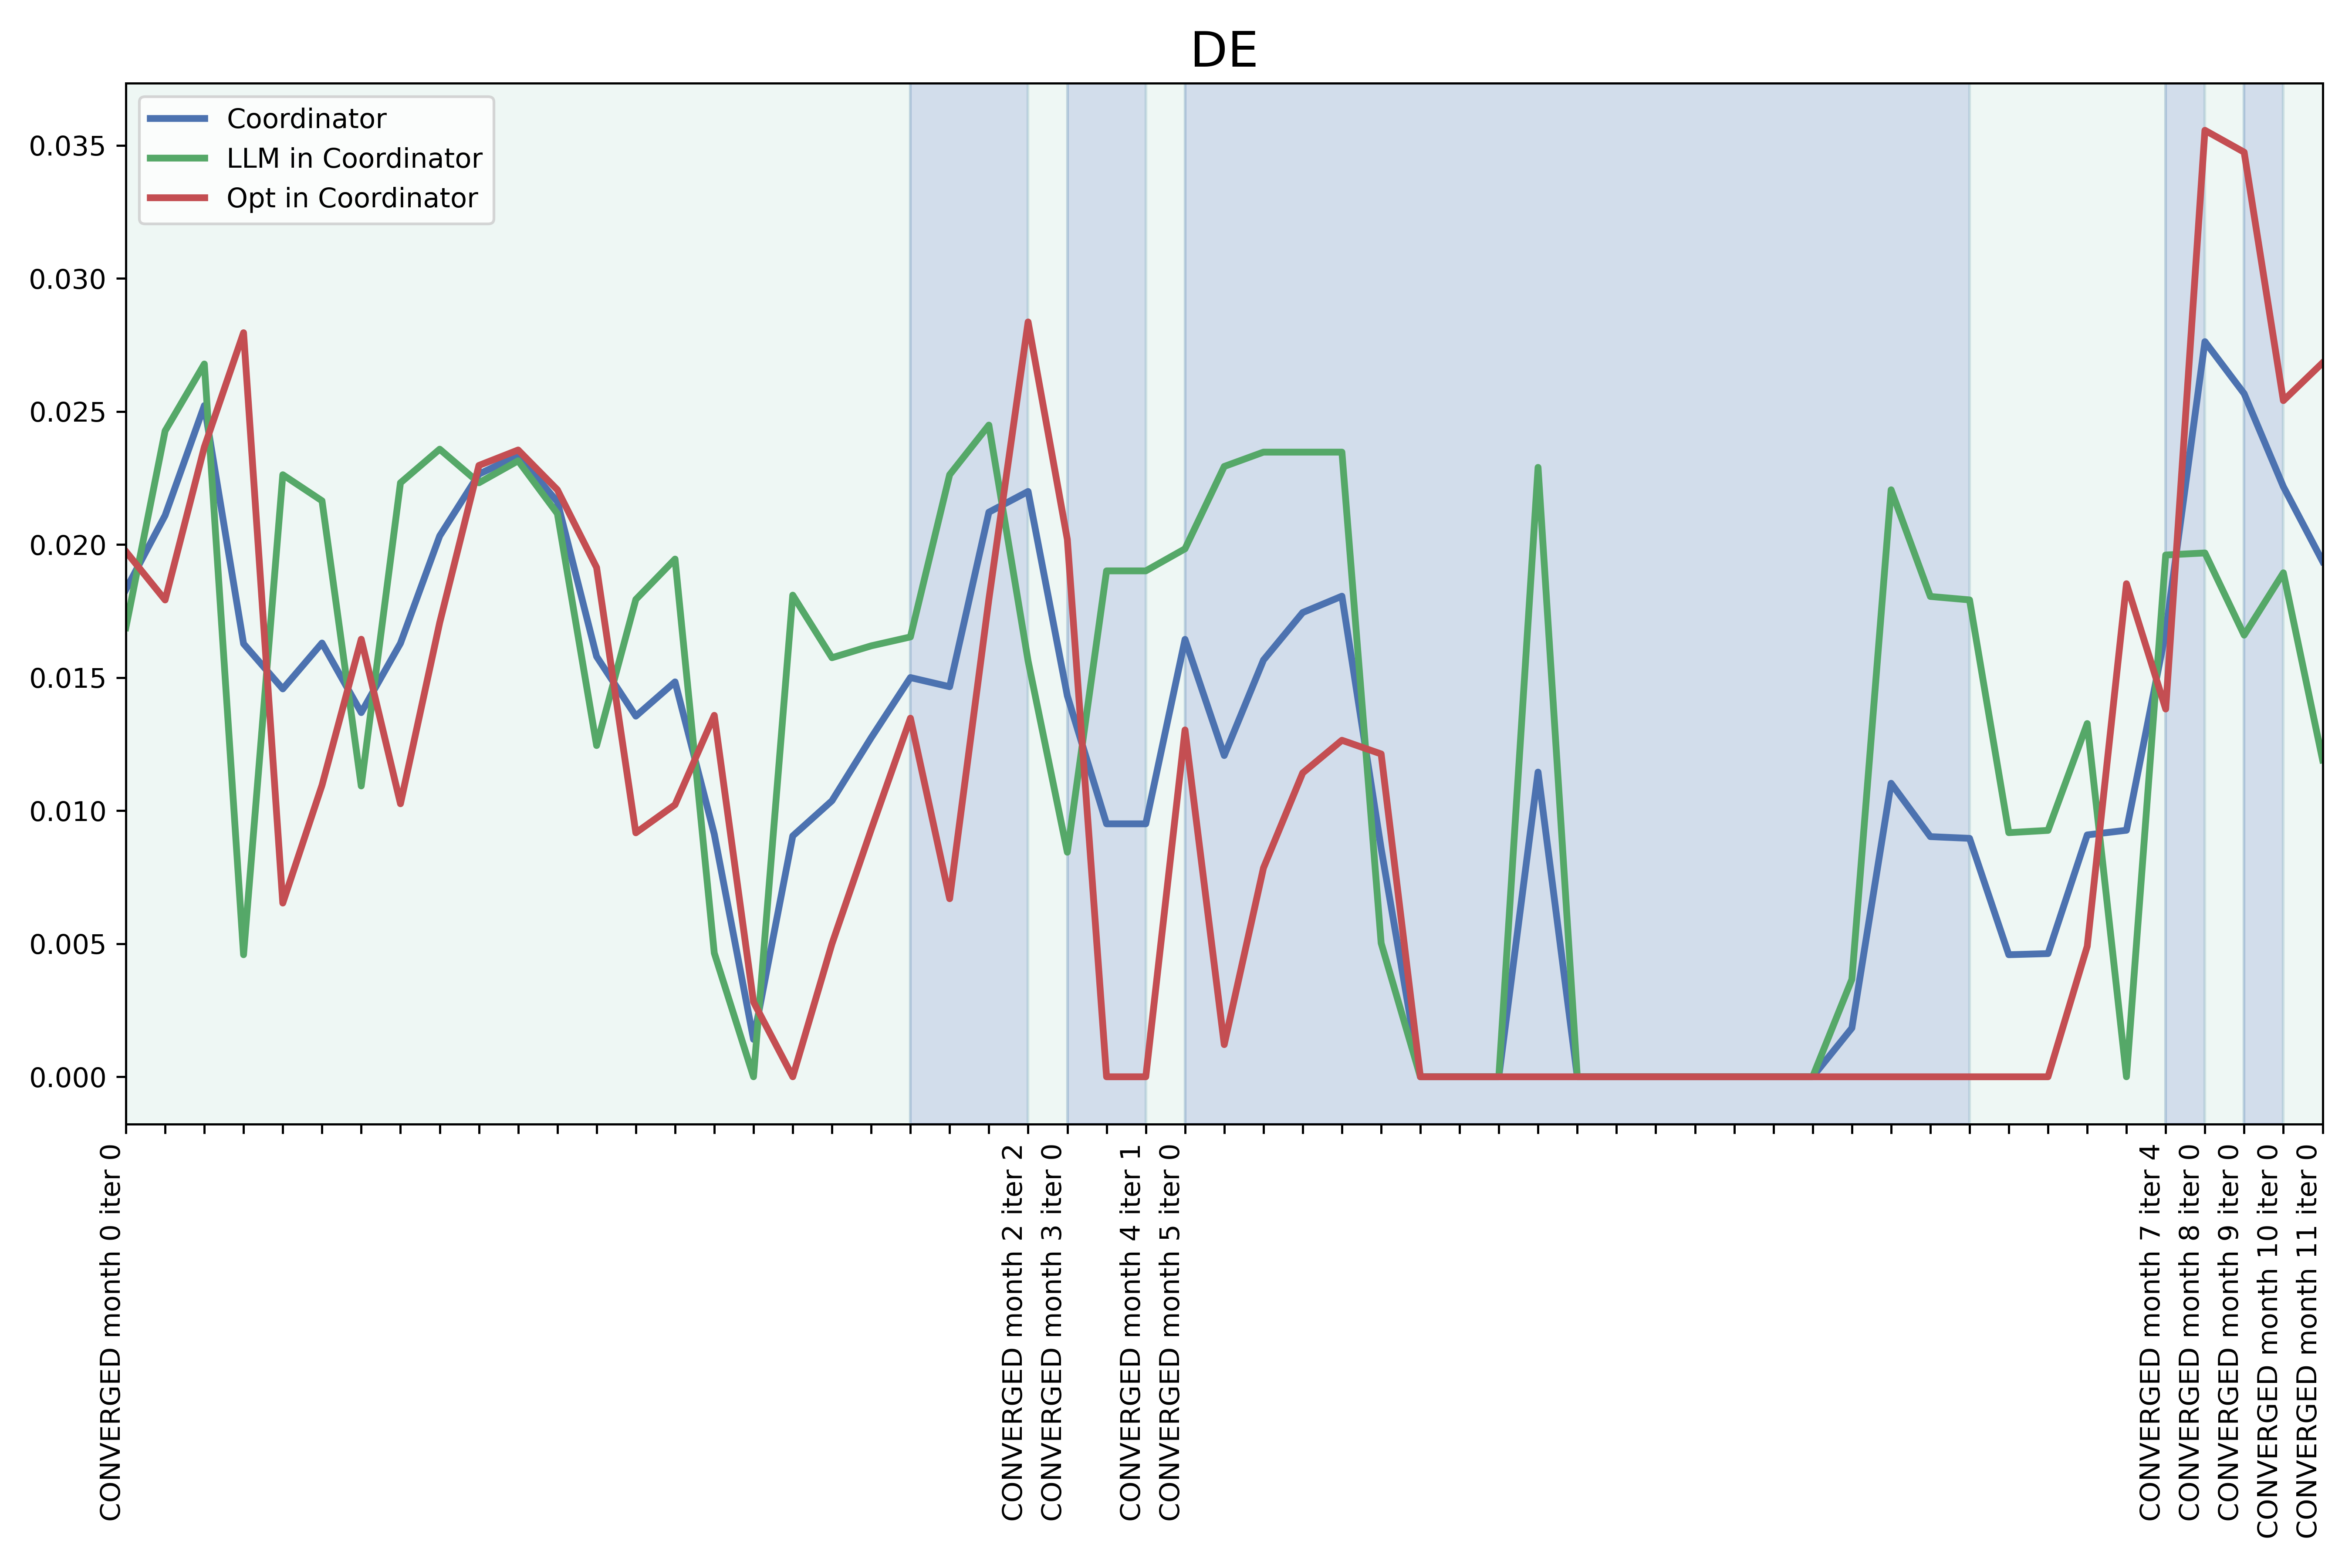 DE
Coordinator
LLM in Coordinator
Opt in Coordinator
0.035
0.030
0.025
0.020
0.015
0.010
0.005
0.000
CONVERGED month 0 iter 0
CONVERGED month 2 iter 2
CONVERGED month 3 iter 0
CONVERGED month 4 iter 1
CONVERGED month 5 iter 0
CONVERGED month 7 iter 4
CONVERGED month 8 iter 0
CONVERGED month 9 iter 0
CONVERGED month 10 iter 0
CONVERGED month 11 iter 0